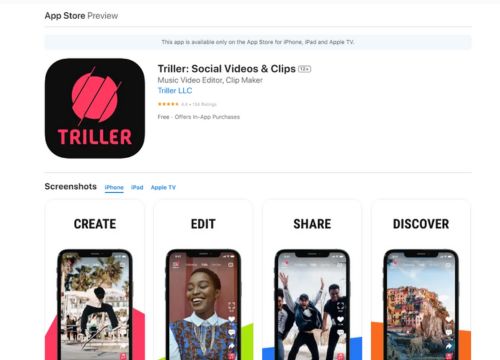 App Store Preview
This app is available only on the App Store for iPhone, iPad and Apple TV.
Triller: Social Videos & Clips 12+
Music Video Editor, Clip Maker
Triller LLC
Free · Offers In-App Purchases
TRILLER
Screenshots iPhone iPad Apple TV
CREATE EDIT SHARE DISCOVER